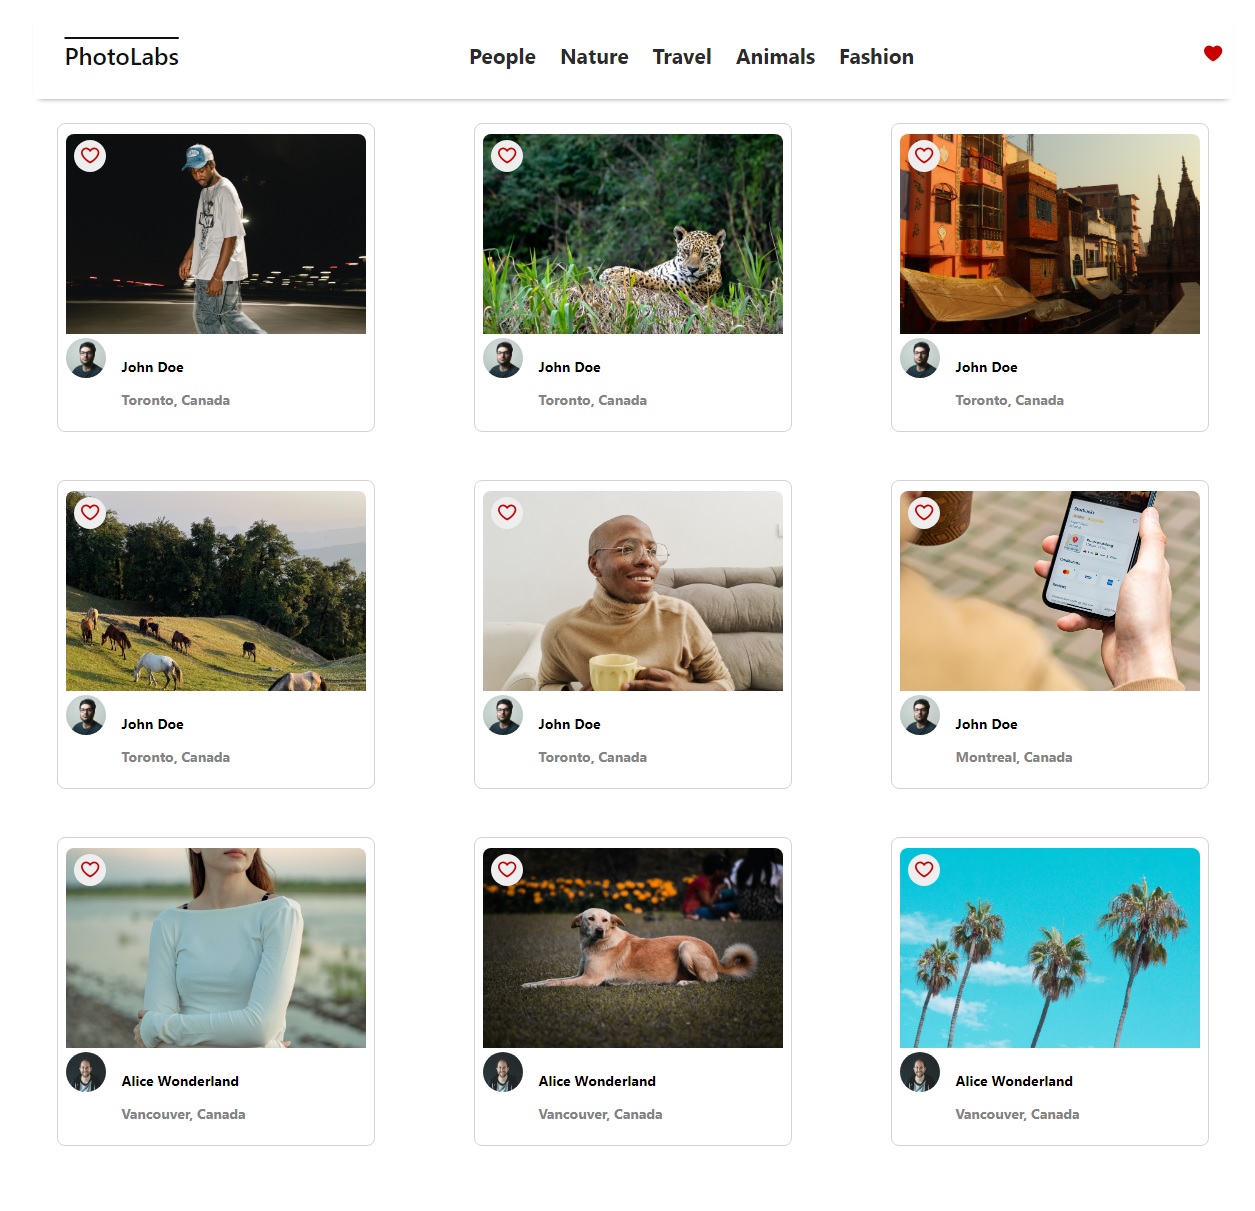 PhotoLabs
People Nature Travel Animals Fashion
John Doe
Toronto, Canada
John Doe
Toronto, Canada
John Doe
Toronto, Canada
John Doe
Toronto, Canada
John Doe
Toronto, Canada
John Doe
Montreal, Canada
Alice Wonderland
Vancouver, Canada
Alice Wonderland
Vancouver, Canada
Alice Wonderland
Vancouver, Canada